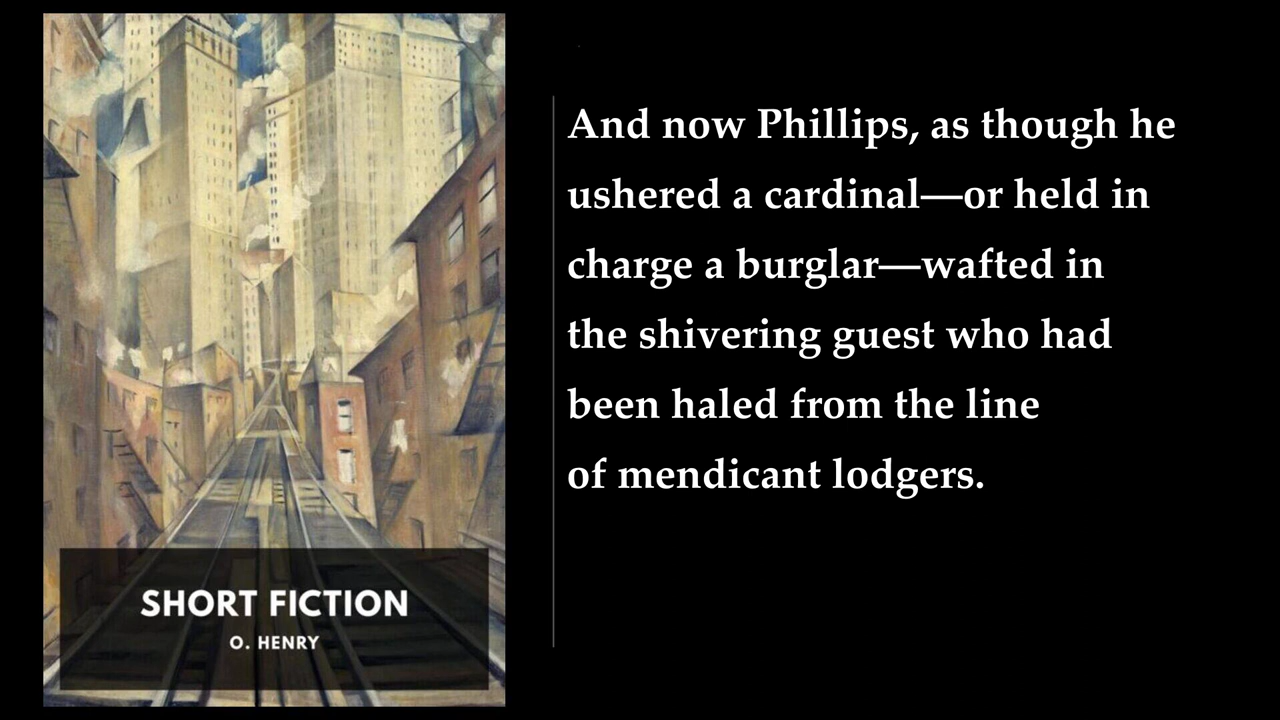 And now Phillips, as though he
ushered a cardinal—or held in
charge a burglar—wafted in
the shivering guest who had
been haled from the line
of mendicant lodgers.
SHORT FICTION
O. HENRY